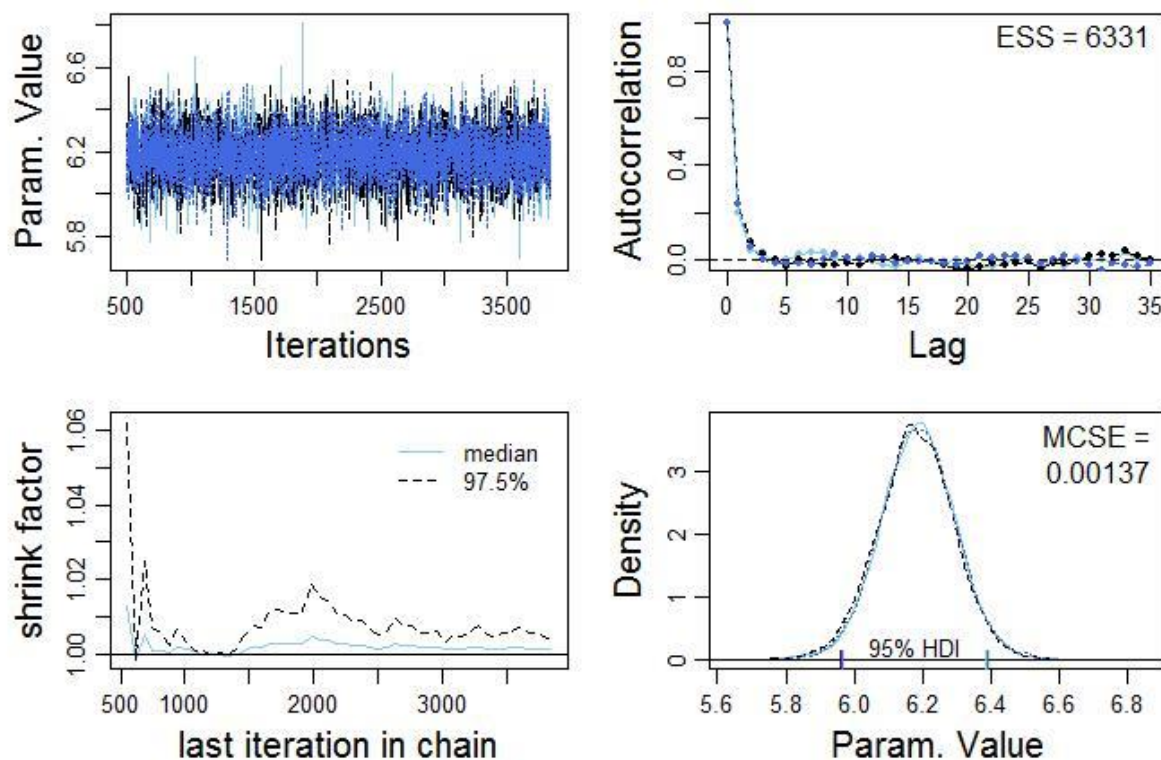 Param. Value
5.8 6.2 6.6
500 1500 2500 3500
Iterations
Autocorrelation
0.0 0.4 0.8
ESS = 6331
0 5 10 15 20 25 30 35
Lag
shrink factor
1.00 1.02 1.04 1.06
median
97.5%
500 1000 2000 3000
last iteration in chain
Density
0 1 2 3
MCSE =
0.00137
95% HDI
5.6 5.8 6.0 6.2 6.4 6.6 6.8
Param. Value